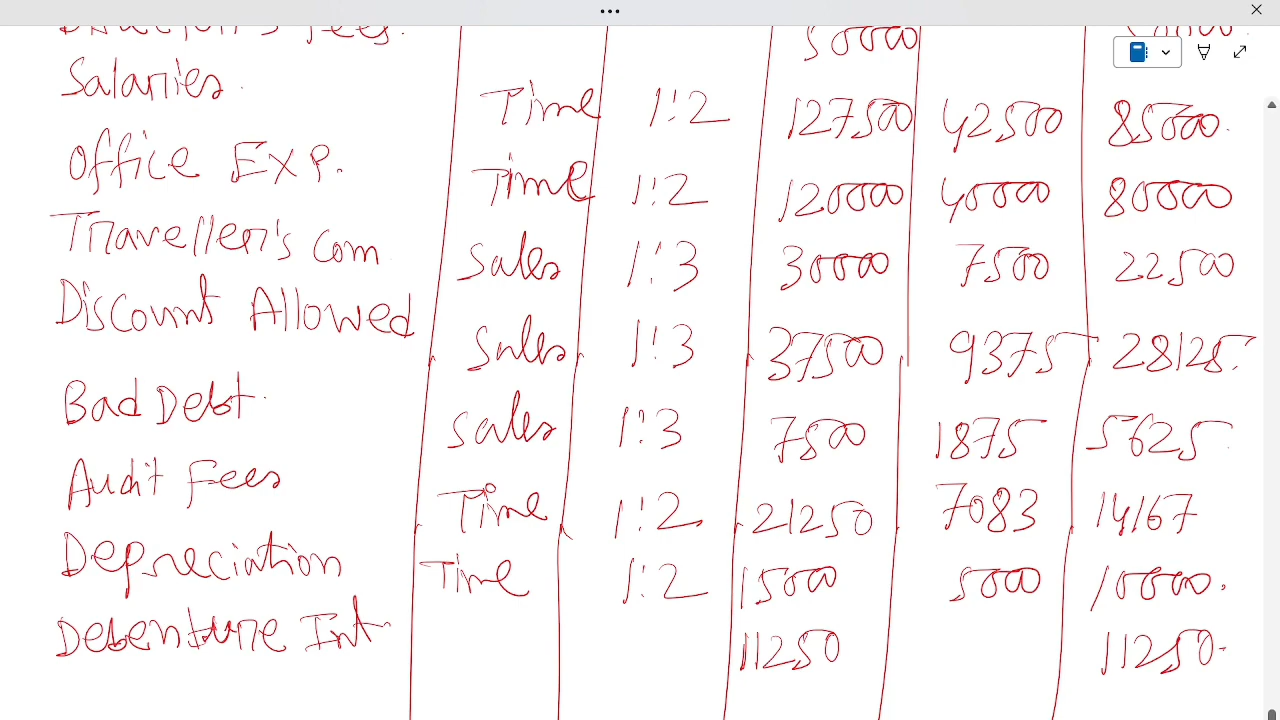 Director's Fees. 50000
Salaries. Time 1:2 127500 42500 85000.
Office Exp. Time 1:2 120000 40000 80000
Traveller's com Sales 1:3 30000 7500 22500
Discount Allowed Sales 1:3 37500 9375 28125.
Bad Debt. Sales 1:3 7500 1875 5625.
Audit Fees Time 1:2 21250 7083 14167
Depreciation Time 1:2 15000 5000 10000.
Debenture Int. 11250 11250.